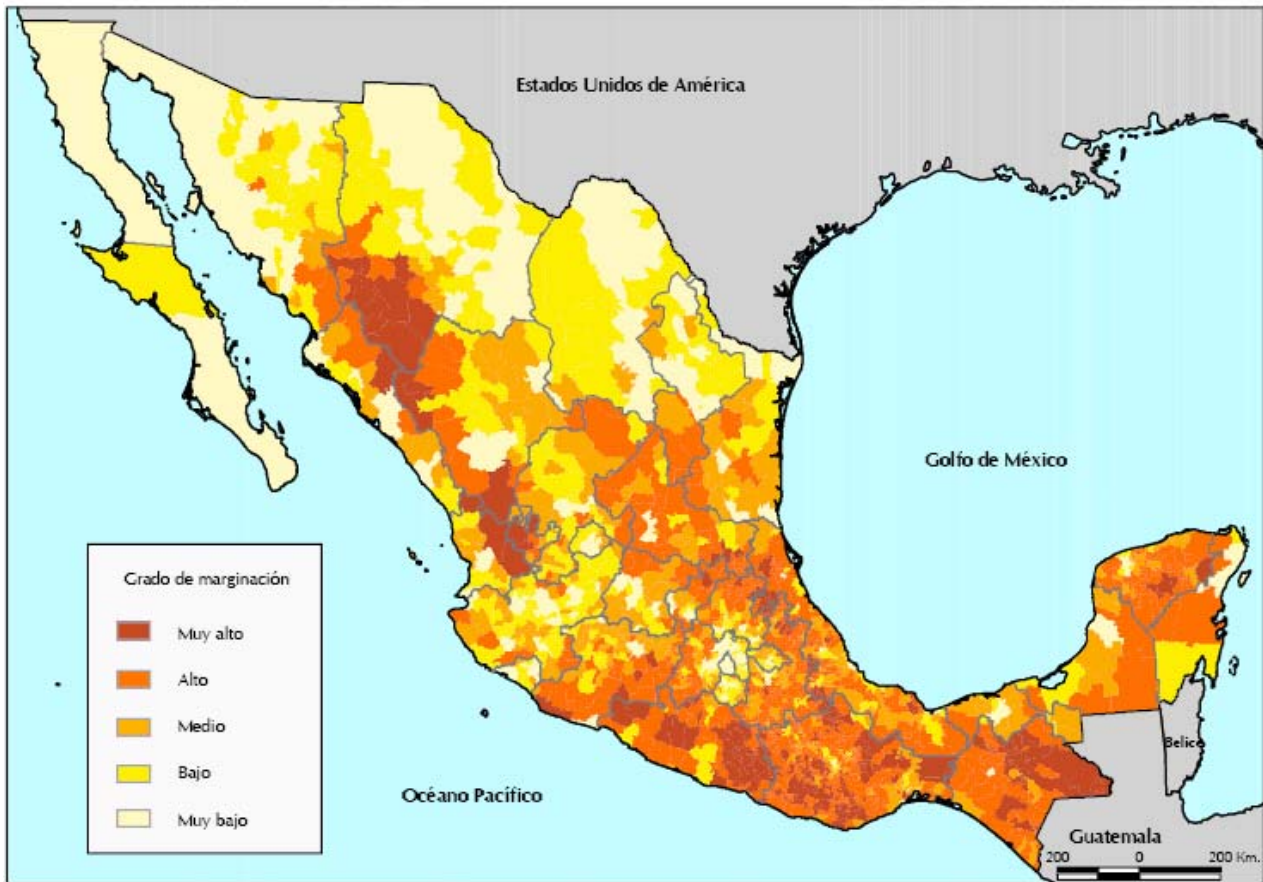 Estados Unidos de América
Golfo de México
Grado de marginación
Muy alto
Alto
Medio
Bajo
Muy bajo
Océano Pacífico
Belice
Guatemala
200 0 200 Km.